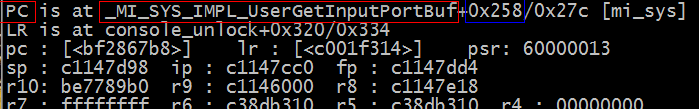 PC is at _MI_SYS_IMPL_UserGetInputPortBuf+0x258/0x27c [mi_sys]
LR is at console_unlock+0x320/0x334
pc : [<bf2867b8>]    lr : [<c001f314>]    psr: 60000013
sp : c1147d98  ip : c1147cc0  fp : c1147dd4
r10: be7789b0  r9 : c1146000  r8 : c1147e18
r7 : ffffffff  r6 : c38db310  r5 : c38db310  r4 : 00000000